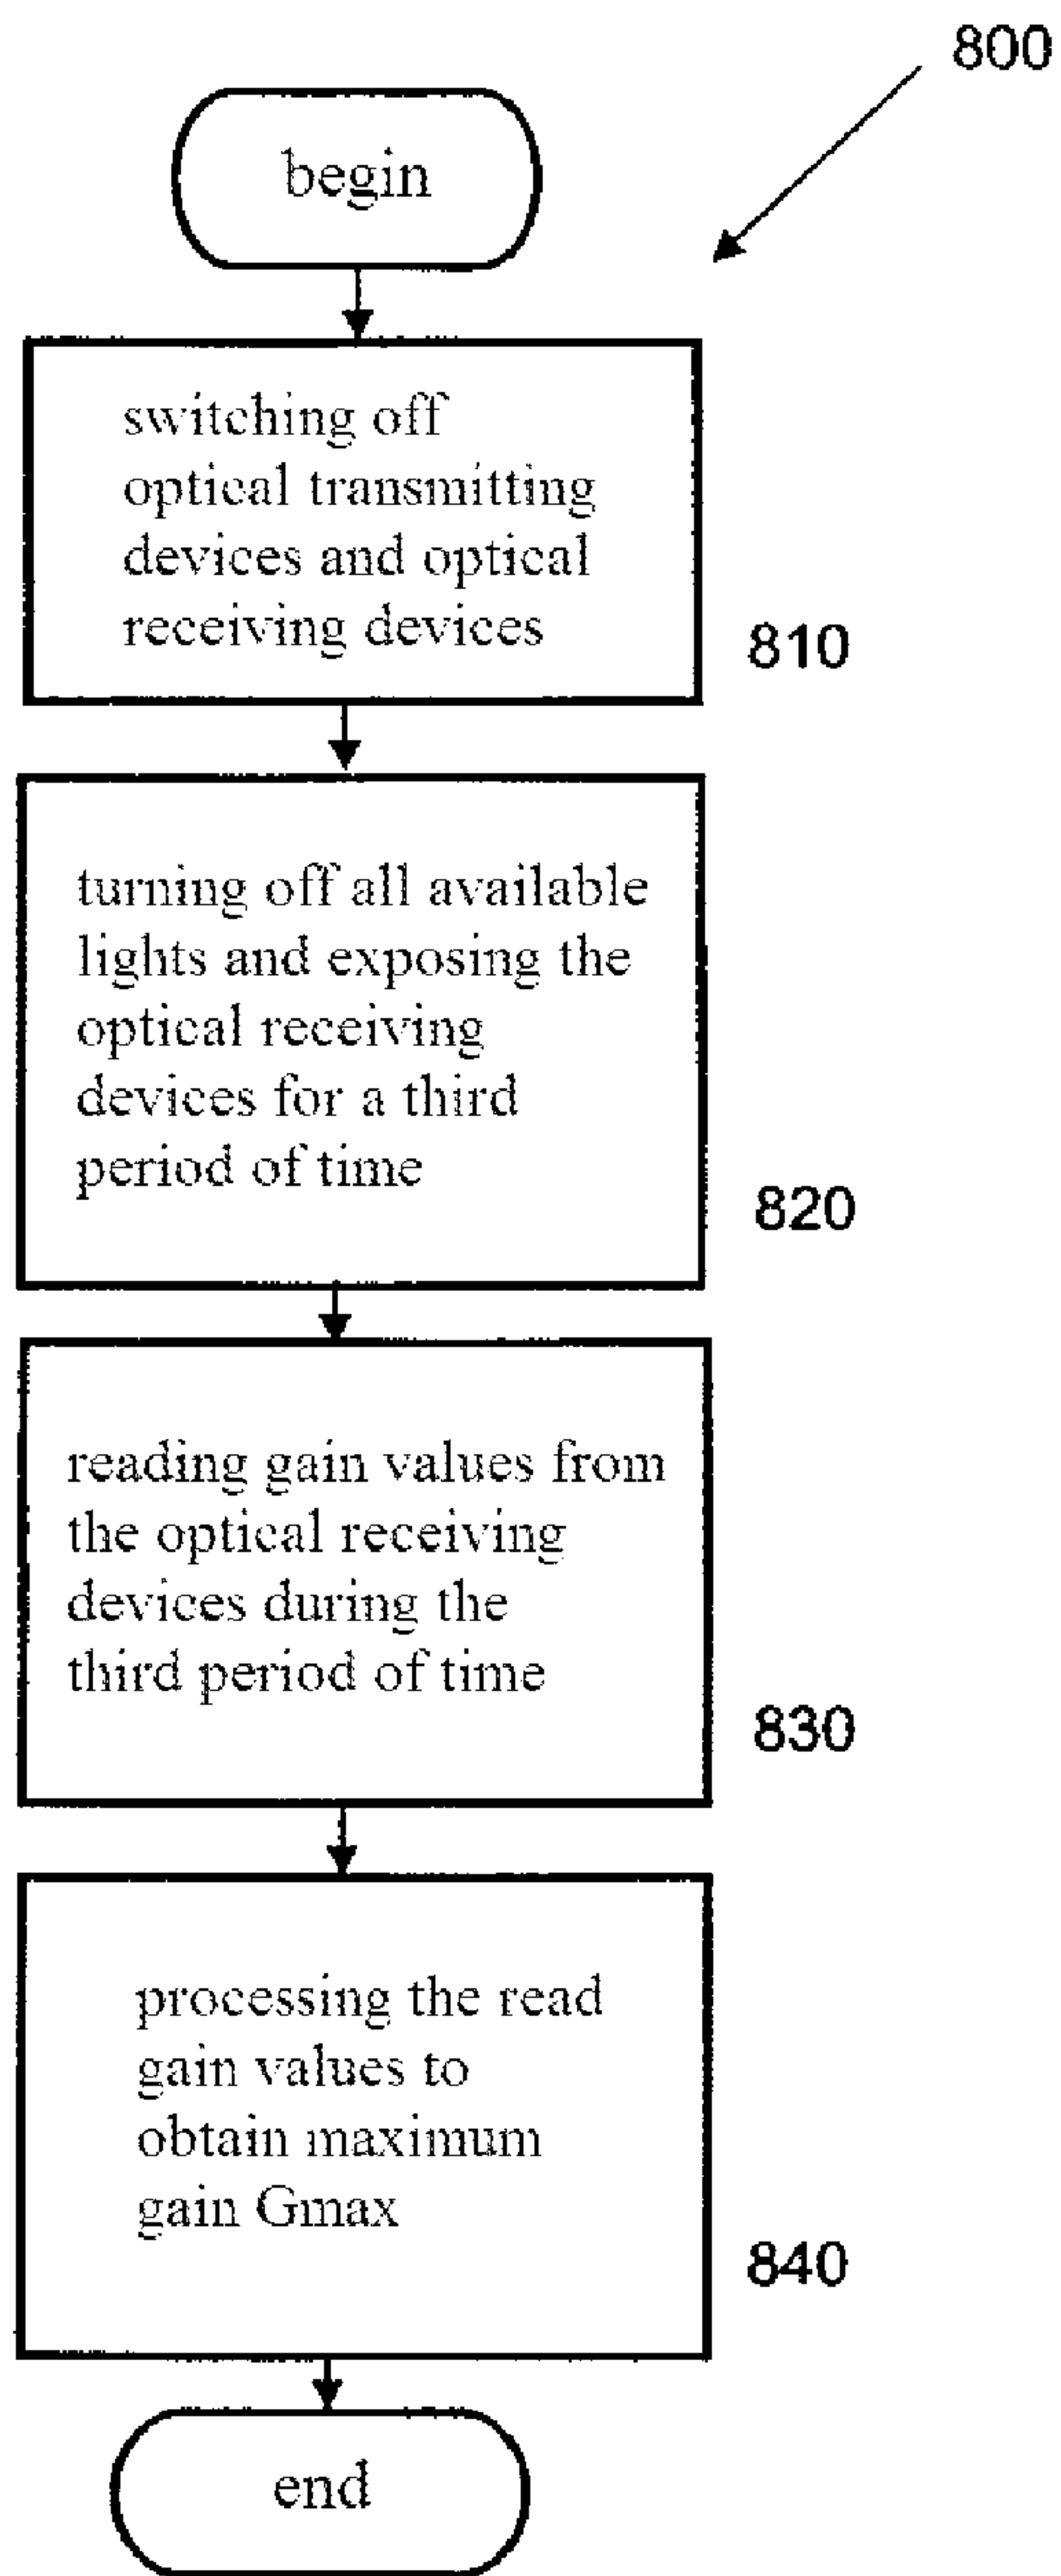 800
begin
switching off
optical transmitting
devices and optical
receiving devices
810
turning off all available
lights and exposing the
optical receiving
devices for a third
period of time
820
reading gain values from
the optical receiving
devices during the
third period of time
830
processing the read
gain values to
obtain maximum
gain Gmax
840
end